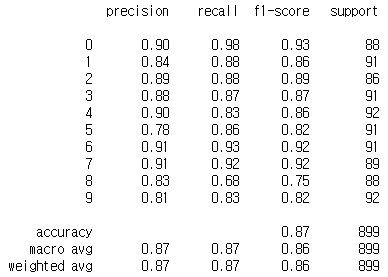 precision recall f1-score support
0 0.90 0.98 0.93 88
1 0.84 0.88 0.86 91
2 0.89 0.88 0.89 86
3 0.88 0.87 0.87 91
4 0.90 0.83 0.86 92
5 0.78 0.86 0.82 91
6 0.91 0.93 0.92 91
7 0.91 0.92 0.92 89
8 0.83 0.68 0.75 88
9 0.81 0.83 0.82 92
accuracy 0.87 899
macro avg 0.87 0.87 0.86 899
weighted avg 0.87 0.87 0.86 899